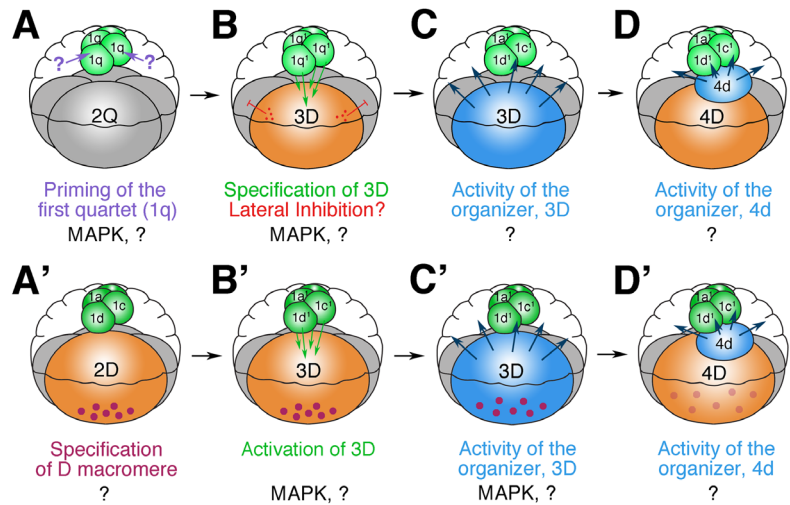 A
B
C
D
1q
1q
1q
?
?
2Q
1q¹
1q¹
1q¹
3D
1a¹
1c¹
1d¹
3D
1a¹
1c¹
1d¹
4d
4D
Priming of the
first quartet (1q)
MAPK, ?
Specification of 3D
Lateral Inhibition?
MAPK, ?
Activity of the
organizer, 3D
?
Activity of the
organizer, 4d
?
A’
B’
C’
D’
1a
1c
1d
2D
1a¹
1c¹
1d¹
3D
1a¹
1c¹
1d¹
3D
1a¹
1c¹
1d¹
4d
4D
Specification
of D macromere
?
Activation of 3D
MAPK, ?
Activity of the
organizer, 3D
MAPK, ?
Activity of the
organizer, 4d
?